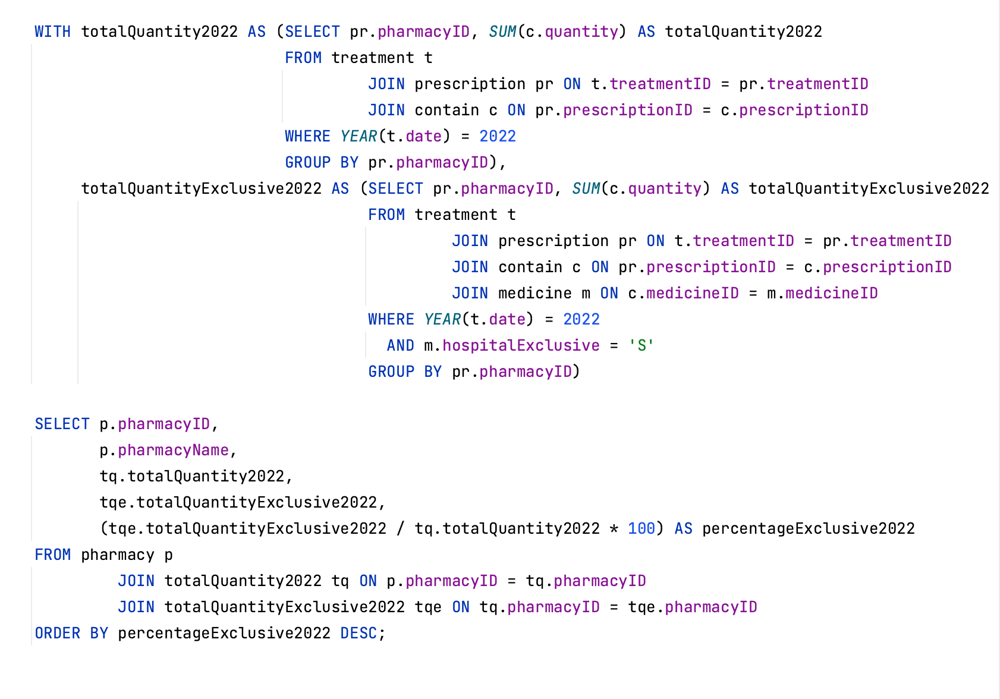 WITH totalQuantity2022 AS (SELECT pr.pharmacyID, SUM(c.quantity) AS totalQuantity2022
FROM treatment t
JOIN prescription pr ON t.treatmentID = pr.treatmentID
JOIN contain c ON pr.prescriptionID = c.prescriptionID
WHERE YEAR(t.date) = 2022
GROUP BY pr.pharmacyID),
totalQuantityExclusive2022 AS (SELECT pr.pharmacyID, SUM(c.quantity) AS totalQuantityExclusive2022
FROM treatment t
JOIN prescription pr ON t.treatmentID = pr.treatmentID
JOIN contain c ON pr.prescriptionID = c.prescriptionID
JOIN medicine m ON c.medicineID = m.medicineID
WHERE YEAR(t.date) = 2022
AND m.hospitalExclusive = 'S'
GROUP BY pr.pharmacyID)
SELECT p.pharmacyID,
p.pharmacyName,
tq.totalQuantity2022,
tqe.totalQuantityExclusive2022,
(tqe.totalQuantityExclusive2022 / tq.totalQuantity2022 * 100) AS percentageExclusive2022
FROM pharmacy p
JOIN totalQuantity2022 tq ON p.pharmacyID = tq.pharmacyID
JOIN totalQuantityExclusive2022 tqe ON tq.pharmacyID = tqe.pharmacyID
ORDER BY percentageExclusive2022 DESC;